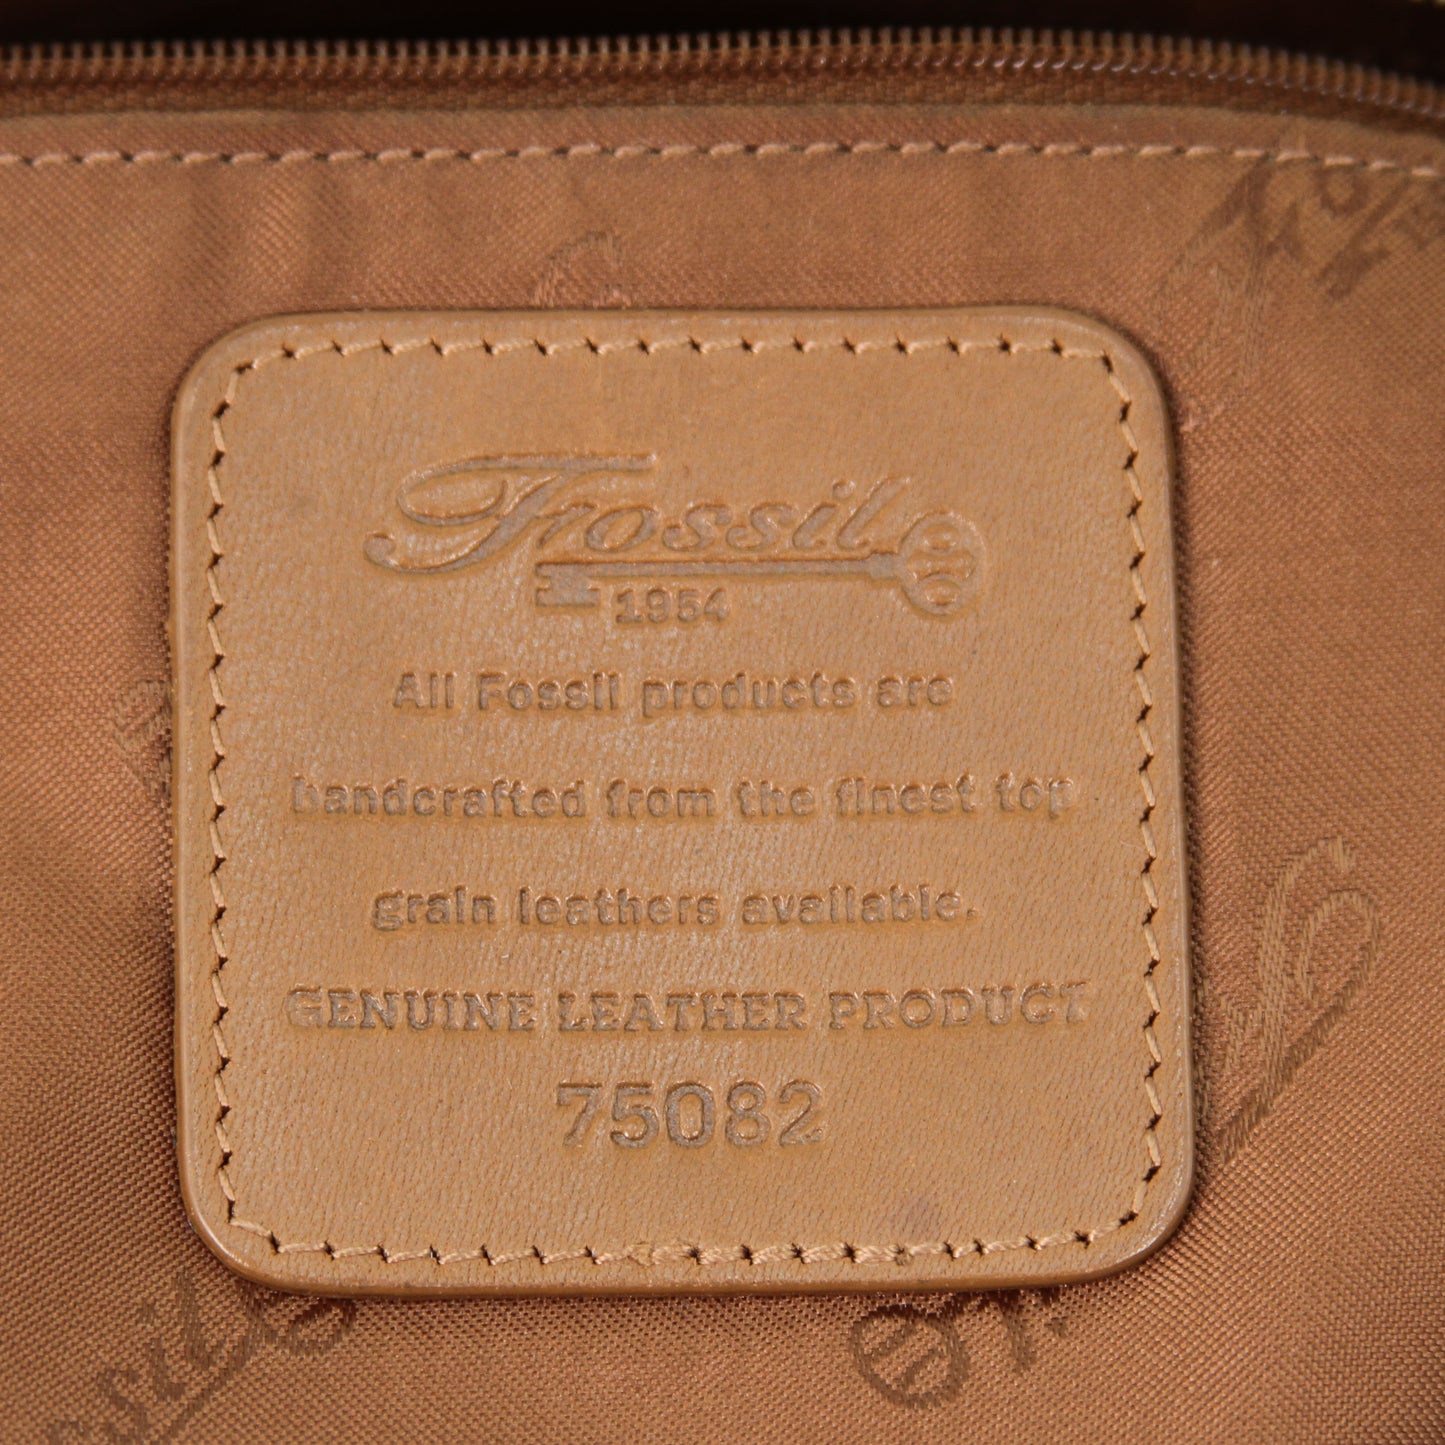 Fossil
1954
All Fossil products are
handcrafted from the finest top
grain leathers available.
GENUINE LEATHER PRODUCT
75082